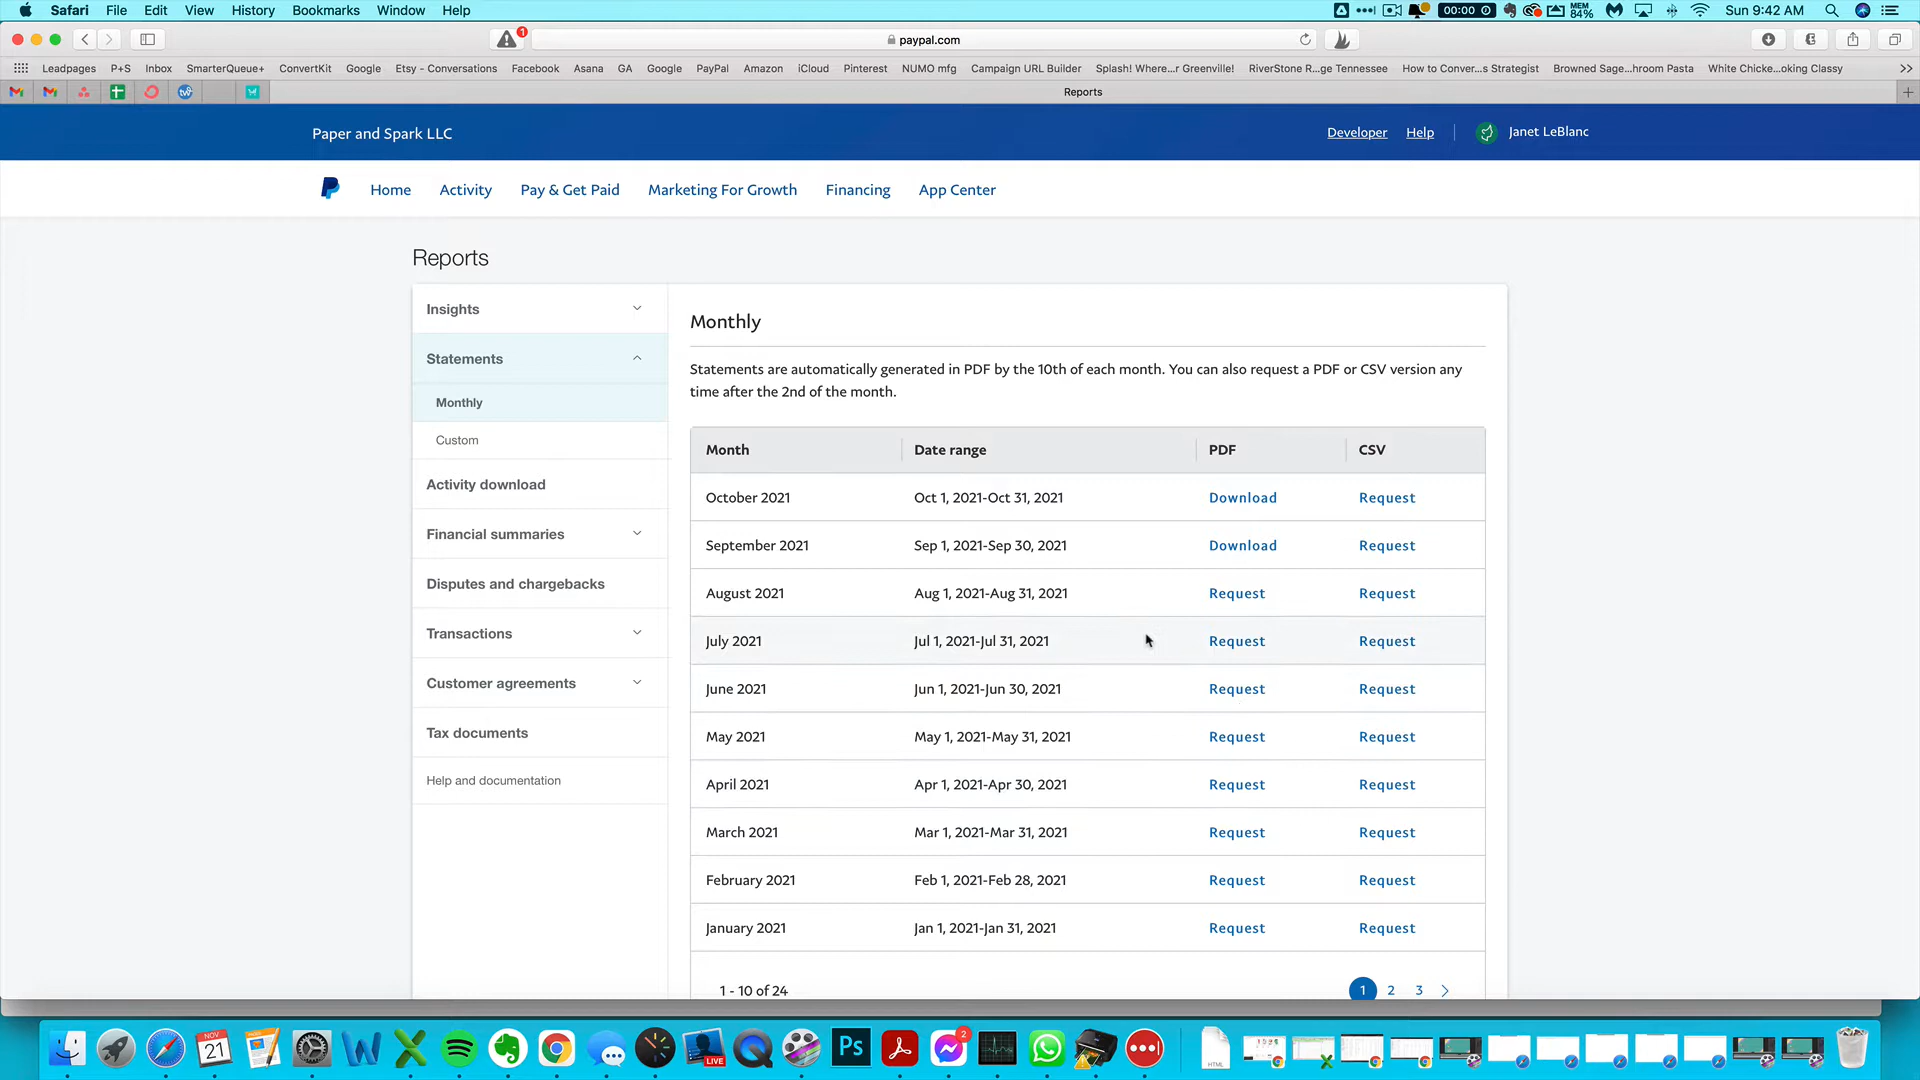 Safari File Edit View History Bookmarks Window Help
00:00 MEM 84% Sun 9:42 AM
1 paypal.com
Leadpages P+S Inbox SmarterQueue+ ConvertKit Google Etsy - Conversations Facebook Asana GA Google PayPal Amazon iCloud Pinterest NUMO mfg Campaign URL Builder Splash! Where...r Greenville! RiverStone R...ge Tennessee How to Conver...s Strategist Browned Sage...hroom Pasta White Chicke...oking Classy
Reports
Paper and Spark LLC Developer Help Janet LeBlanc
Home Activity Pay & Get Paid Marketing For Growth Financing App Center
Reports
Insights
Statements
Monthly
Custom
Activity download
Financial summaries
Disputes and chargebacks
Transactions
Customer agreements
Tax documents
Help and documentation
Monthly
Statements are automatically generated in PDF by the 10th of each month. You can also request a PDF or CSV version any
time after the 2nd of the month.
Month Date range PDF CSV
October 2021 Oct 1, 2021-Oct 31, 2021 Download Request
September 2021 Sep 1, 2021-Sep 30, 2021 Download Request
August 2021 Aug 1, 2021-Aug 31, 2021 Request Request
July 2021 Jul 1, 2021-Jul 31, 2021 Request Request
June 2021 Jun 1, 2021-Jun 30, 2021 Request Request
May 2021 May 1, 2021-May 31, 2021 Request Request
April 2021 Apr 1, 2021-Apr 30, 2021 Request Request
March 2021 Mar 1, 2021-Mar 31, 2021 Request Request
February 2021 Feb 1, 2021-Feb 28, 2021 Request Request
January 2021 Jan 1, 2021-Jan 31, 2021 Request Request
1 - 10 of 24 1 2 3
NOV 21 LIVE Ps 2 HTML